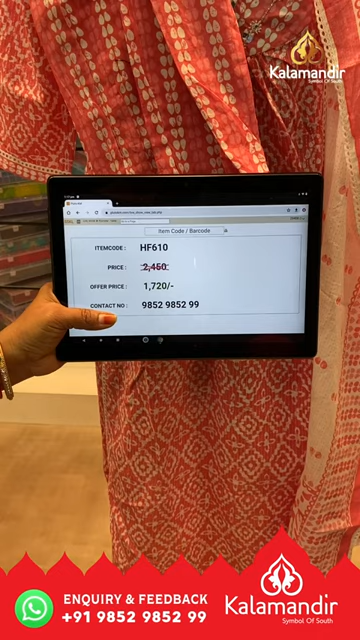 Kalamandir
Symbol Of South
Item Code / Barcode
ITEMCODE : HF610
PRICE : 2,450
OFFER PRICE : 1,720/-
CONTACT NO : 9852 9852 99
ENQUIRY & FEEDBACK
+91 9852 9852 99
Kalamandir
Symbol Of South